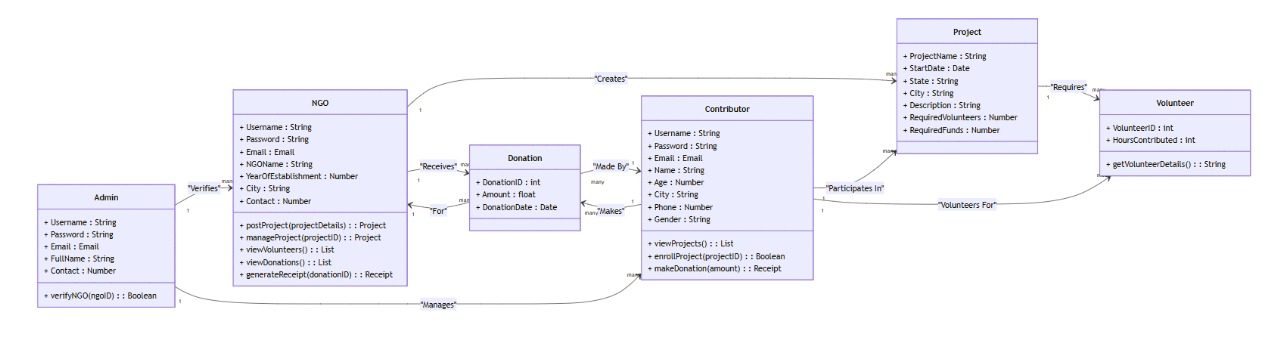 Project
+ ProjectName : String
+ StartDate : Date
+ State : String
+ City : String
+ Description : String
+ RequiredVolunteers : Number
+ RequiredFunds : Number
"Creates"
1
many
"Requires"
1
many
NGO
+ Username : String
+ Password : String
+ Email : Email
+ NGOName : String
+ YearOfEstablishment : Number
+ City : String
+ Contact : Number
+ postProject(projectDetails) : : Project
+ manageProject(projectID) : : Project
+ viewVolunteers() : : List
+ viewDonations() : : List
+ generateReceipt(donationID) : : Receipt
Contributor
+ Username : String
+ Password : String
+ Email : Email
+ Name : String
+ Age : Number
+ City : String
+ Phone : Number
+ Gender : String
+ viewProjects() : : List
+ enrollProject(projectID) : : Boolean
+ makeDonation(amount) : : Receipt
Volunteer
+ VolunteerID : int
+ HoursContributed : int
+ getVolunteerDetails() : : String
Donation
+ DonationID : int
+ Amount : float
+ DonationDate : Date
"Receives"
1
many
"For"
1
many
"Made By"
many
1
"Makes"
many
1
"Participates In"
1
many
"Volunteers For"
1
many
Admin
+ Username : String
+ Password : String
+ Email : Email
+ FullName : String
+ Contact : Number
+ verifyNGO(ngoID) : : Boolean
"Verifies"
1
many
"Manages"
1
many